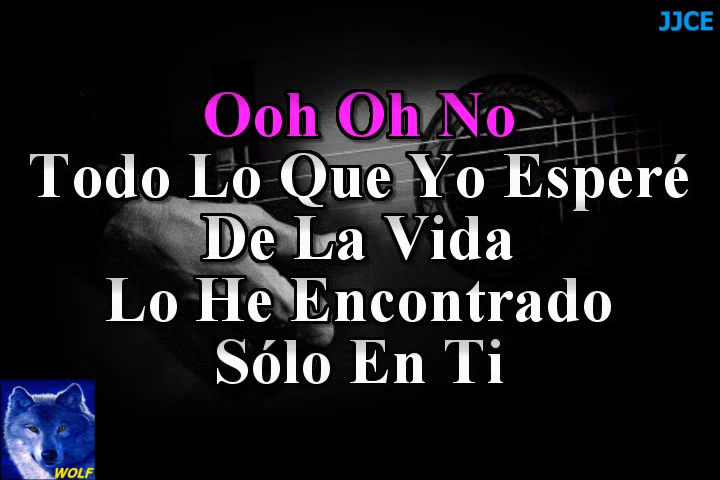 JJCE
Ooh Oh No
Todo Lo Que Yo Esperé
De La Vida
Lo He Encontrado
Sólo En Ti
WOLF